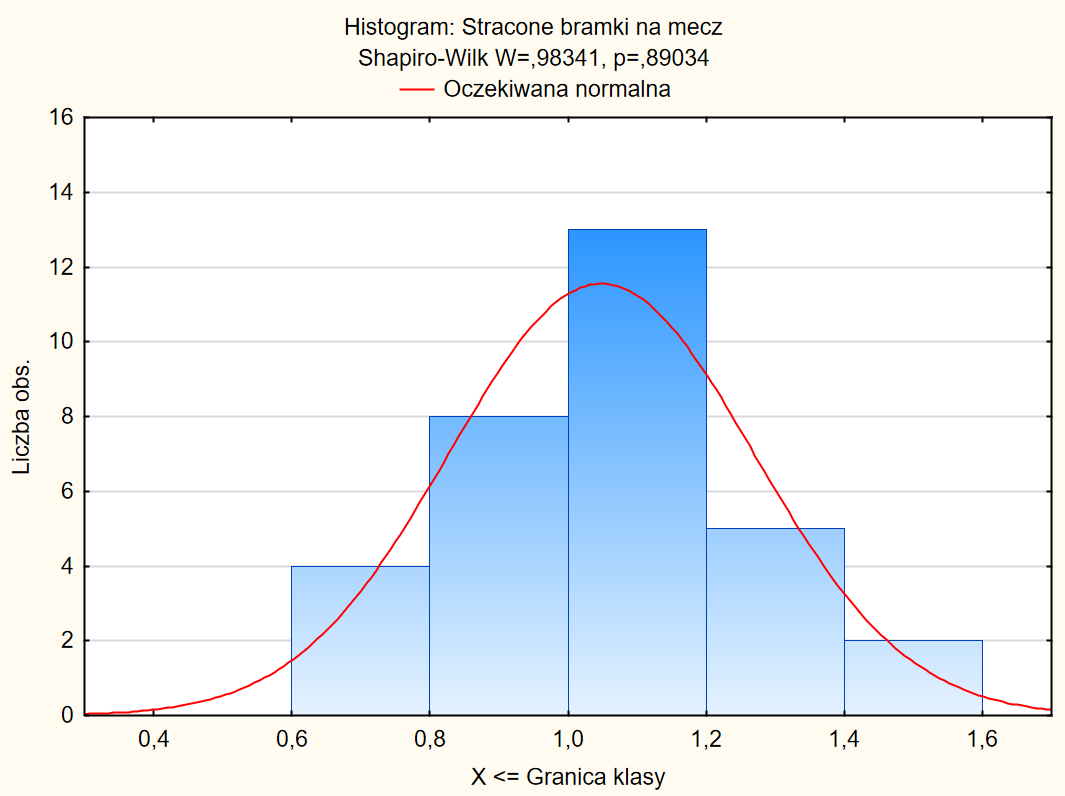 Histogram: Stracone bramki na mecz
Shapiro-Wilk W=,98341, p=,89034
Oczekiwana normalna
16
14
12
10
8
6
4
2
0
Liczba obs.
0,4 0,6 0,8 1,0 1,2 1,4 1,6
X <= Granica klasy